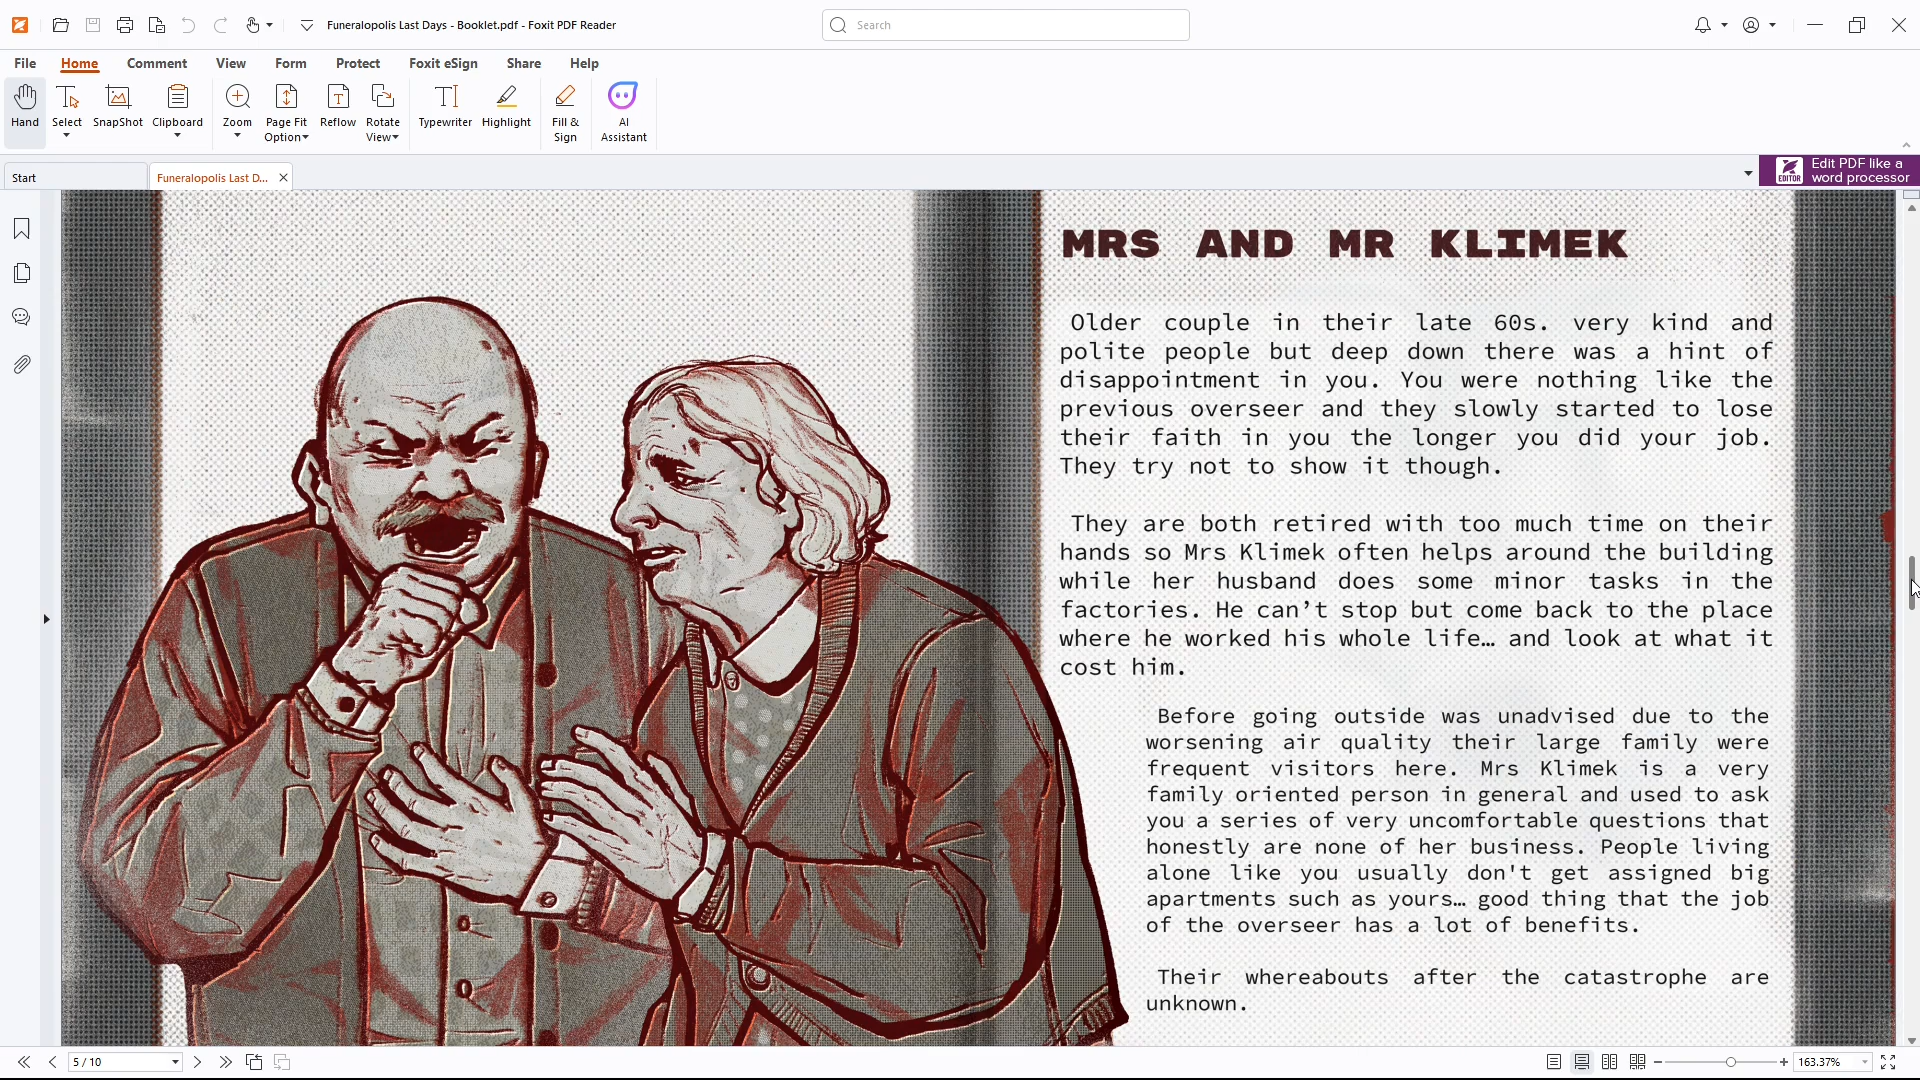 Funeralopolis Last Days - Booklet.pdf - Foxit PDF Reader
Search
File
Home
Comment
View
Form
Protect
Foxit eSign
Share
Help
Hand
Select
SnapShot
Clipboard
Zoom
Page Fit
Option
Reflow
Rotate
View
Typewriter
Highlight
Fill &
Sign
AI
Assistant
Start
Funeralopolis Last D...
EDITOR
Edit PDF like a
word processor
MRS AND MR KLIMEK
Older couple in their late 60s. very kind and
polite people but deep down there was a hint of
disappointment in you. You were nothing like the
previous overseer and they slowly started to lose
their faith in you the longer you did your job.
They try not to show it though.
They are both retired with too much time on their
hands so Mrs Klimek often helps around the building
while her husband does some minor tasks in the
factories. He can’t stop but come back to the place
where he worked his whole life… and look at what it
cost him.
Before going outside was unadvised due to the
worsening air quality their large family were
frequent visitors here. Mrs Klimek is a very
family oriented person in general and used to ask
you a series of very uncomfortable questions that
honestly are none of her business. People living
alone like you usually don't get assigned big
apartments such as yours… good thing that the job
of the overseer has a lot of benefits.
Their whereabouts after the catastrophe are
unknown.
5 / 10
163.37%